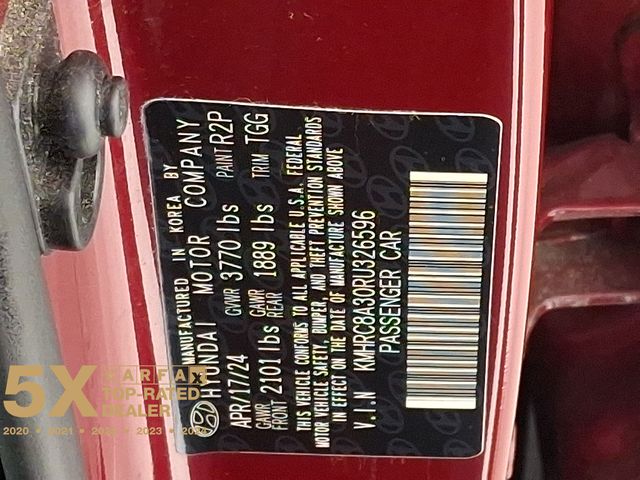 MANUFACTURED IN KOREA BY
HYUNDAI MOTOR COMPANY
APR/17/24 GVWR 3770 lbs PAINT R2P
GAWR FRONT 2101 lbs GAWR REAR 1889 lbs TRIM TGG
THIS VEHICLE CONFORMS TO ALL APPLICABLE U.S.A. FEDERAL
MOTOR VEHICLE SAFETY, BUMPER, AND THEFT PREVENTION STANDARDS
IN EFFECT ON THE DATE OF MANUFACTURE SHOWN ABOVE
V.I.N KMHRC8A30RU326596
PASSENGER CAR
5X
CARFAX
TOP-RATED
DEALER
2020 • 2021 • 2022 • 2023 • 2024